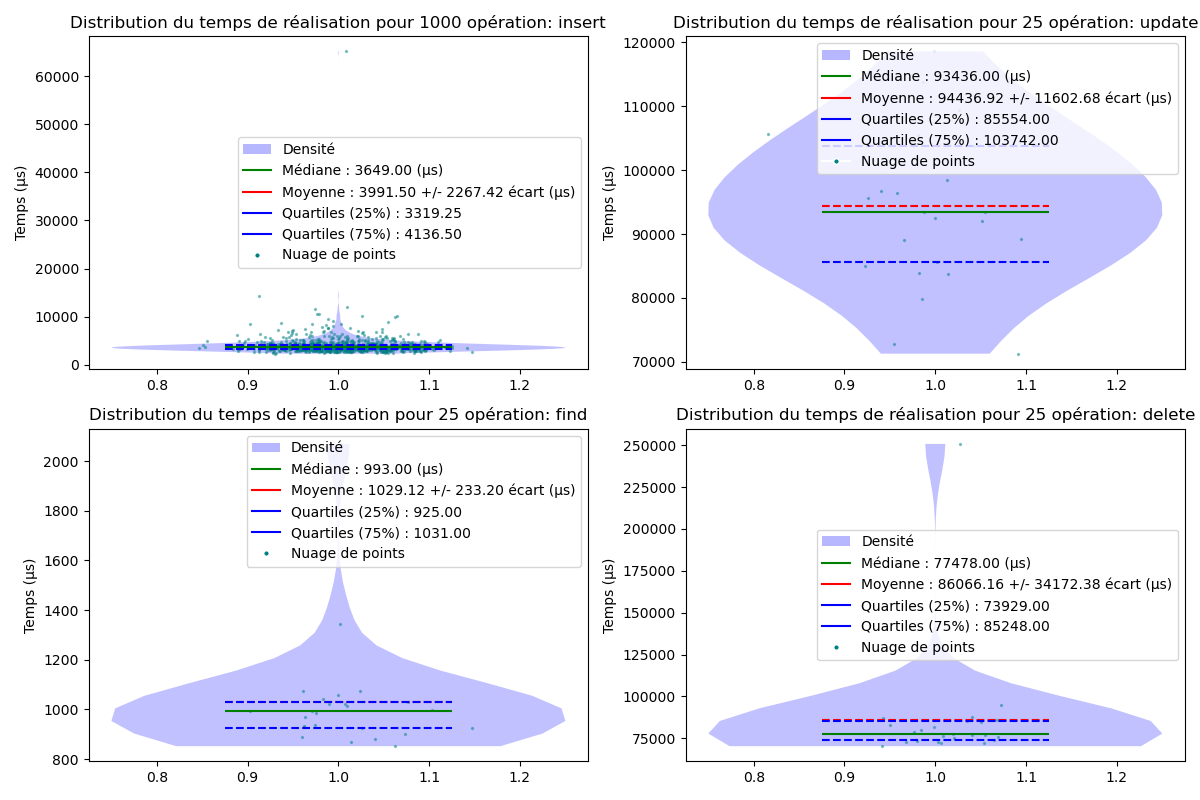 Distribution du temps de réalisation pour 1000 opération: insert
Temps (µs)
60000
50000
40000
30000
20000
10000
0
0.8
0.9
1.0
1.1
1.2
Densité
Médiane : 3649.00 (µs)
Moyenne : 3991.50 +/- 2267.42 écart (µs)
Quartiles (25%) : 3319.25
Quartiles (75%) : 4136.50
Nuage de points
Distribution du temps de réalisation pour 25 opération: update
Temps (µs)
120000
110000
100000
90000
80000
70000
0.8
0.9
1.0
1.1
1.2
Densité
Médiane : 93436.00 (µs)
Moyenne : 94436.92 +/- 11602.68 écart (µs)
Quartiles (25%) : 85554.00
Quartiles (75%) : 103742.00
Nuage de points
Distribution du temps de réalisation pour 25 opération: find
Temps (µs)
2000
1800
1600
1400
1200
1000
800
0.8
0.9
1.0
1.1
1.2
Densité
Médiane : 993.00 (µs)
Moyenne : 1029.12 +/- 233.20 écart (µs)
Quartiles (25%) : 925.00
Quartiles (75%) : 1031.00
Nuage de points
Distribution du temps de réalisation pour 25 opération: delete
Temps (µs)
250000
225000
200000
175000
150000
125000
100000
75000
0.8
0.9
1.0
1.1
1.2
Densité
Médiane : 77478.00 (µs)
Moyenne : 86066.16 +/- 34172.38 écart (µs)
Quartiles (25%) : 73929.00
Quartiles (75%) : 85248.00
Nuage de points